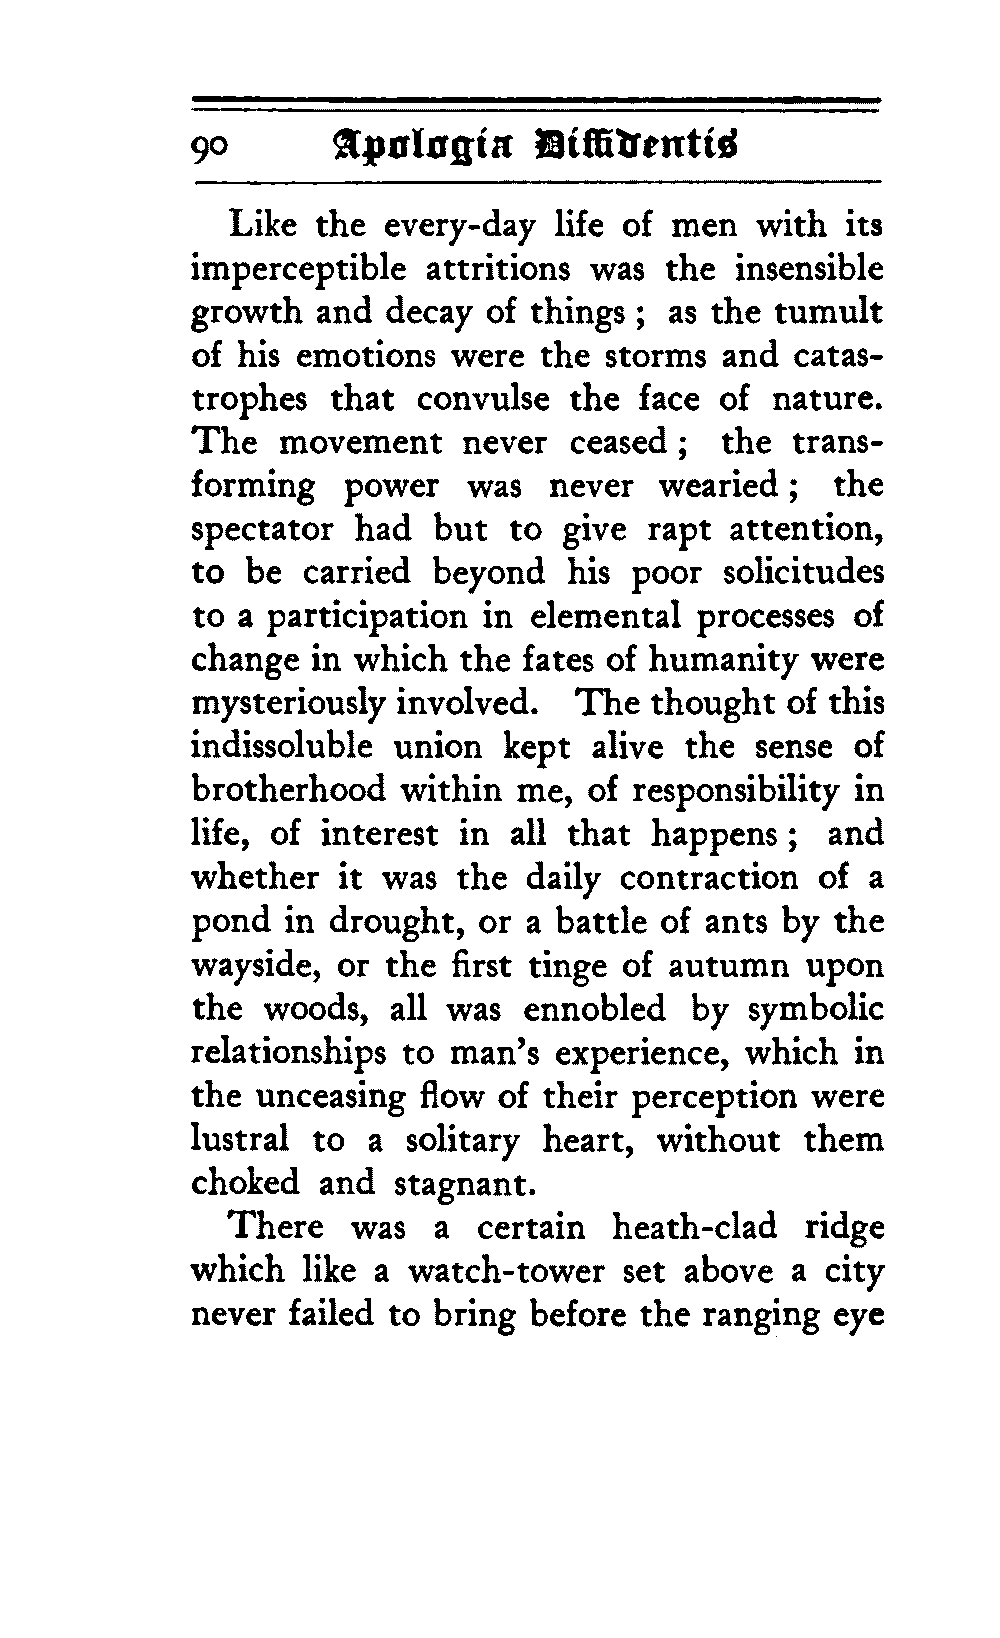 90 Apologia Diffidentis
Like the every-day life of men with its
imperceptible attritions was the insensible
growth and decay of things ; as the tumult
of his emotions were the storms and catas-
trophes that convulse the face of nature.
The movement never ceased ; the trans-
forming power was never wearied ; the
spectator had but to give rapt attention,
to be carried beyond his poor solicitudes
to a participation in elemental processes of
change in which the fates of humanity were
mysteriously involved. The thought of this
indissoluble union kept alive the sense of
brotherhood within me, of responsibility in
life, of interest in all that happens ; and
whether it was the daily contraction of a
pond in drought, or a battle of ants by the
wayside, or the first tinge of autumn upon
the woods, all was ennobled by symbolic
relationships to man's experience, which in
the unceasing flow of their perception were
lustral to a solitary heart, without them
choked and stagnant.
There was a certain heath-clad ridge
which like a watch-tower set above a city
never failed to bring before the ranging eye